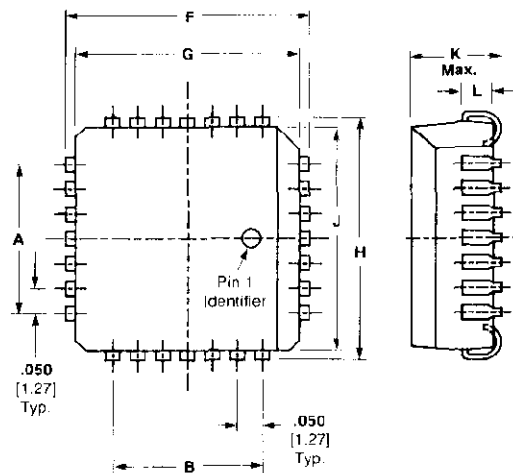 F
G
K
Max.
L
A
J
H
Pin 1
Identifier
.050
[1.27]
Typ.
.050
[1.27]
Typ.
B